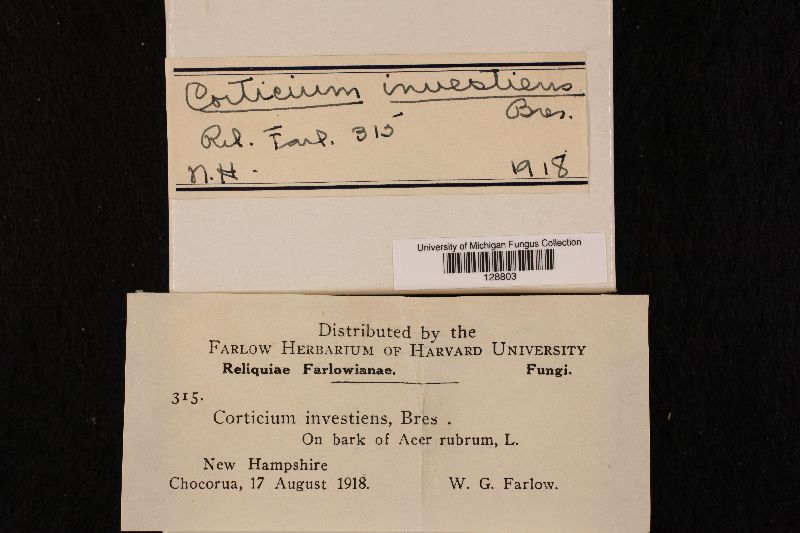 Corticium investiens
Bres.
Rel. Farl. 315
N.H.
1918
University of Michigan Fungus Collection
128803
Distributed by the
FARLOW HERBARIUM OF HARVARD UNIVERSITY
Reliquiae Farlowianae. Fungi.
315.
Corticium investiens, Bres .
On bark of Acer rubrum, L.
New Hampshire
Chocorua, 17 August 1918. W. G. Farlow.